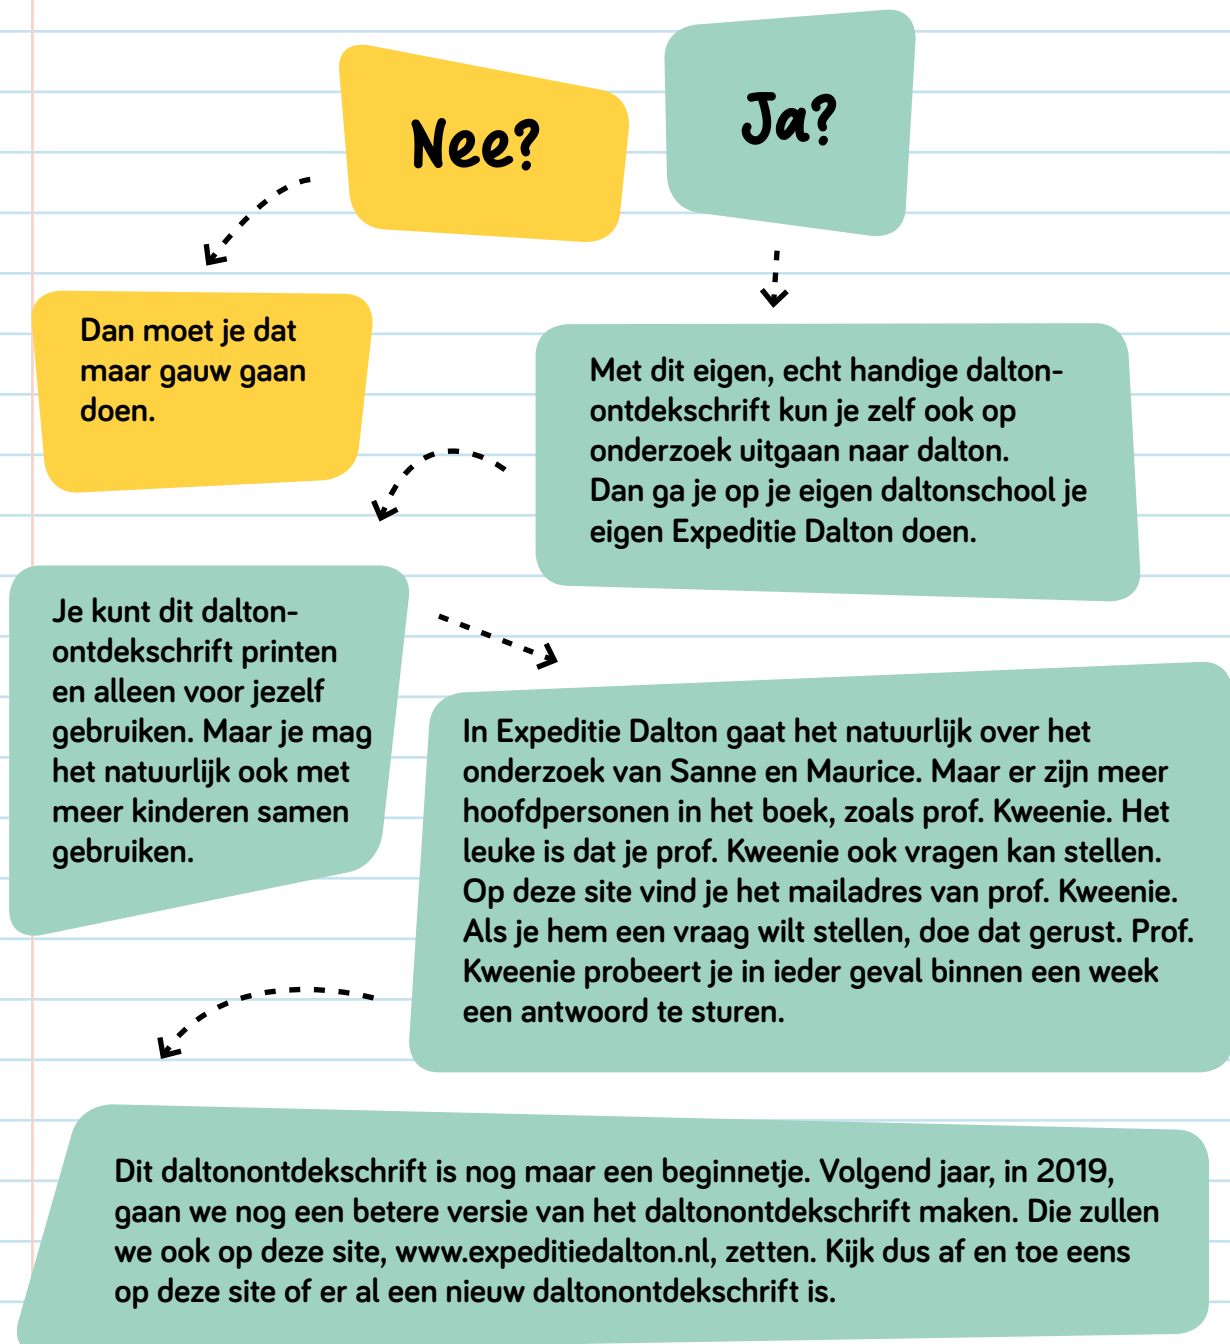 Nee?
Ja?
Dan moet je dat
maar gauw gaan
doen.
Met dit eigen, echt handige dalton-
ontdekschrift kun je zelf ook op
onderzoek uitgaan naar dalton.
Dan ga je op je eigen daltonschool je
eigen Expeditie Dalton doen.
Je kunt dit dalton-
ontdekschrift printen
en alleen voor jezelf
gebruiken. Maar je mag
het natuurlijk ook met
meer kinderen samen
gebruiken.
In Expeditie Dalton gaat het natuurlijk over het
onderzoek van Sanne en Maurice. Maar er zijn meer
hoofdpersonen in het boek, zoals prof. Kweenie. Het
leuke is dat je prof. Kweenie ook vragen kan stellen.
Op deze site vind je het mailadres van prof. Kweenie.
Als je hem een vraag wilt stellen, doe dat gerust. Prof.
Kweenie probeert je in ieder geval binnen een week
een antwoord te sturen.
Dit daltonontdekschrift is nog maar een beginnetje. Volgend jaar, in 2019,
gaan we nog een betere versie van het daltonontdekschrift maken. Die zullen
we ook op deze site, www.expeditiedalton.nl, zetten. Kijk dus af en toe eens
op deze site of er al een nieuw daltonontdekschrift is.